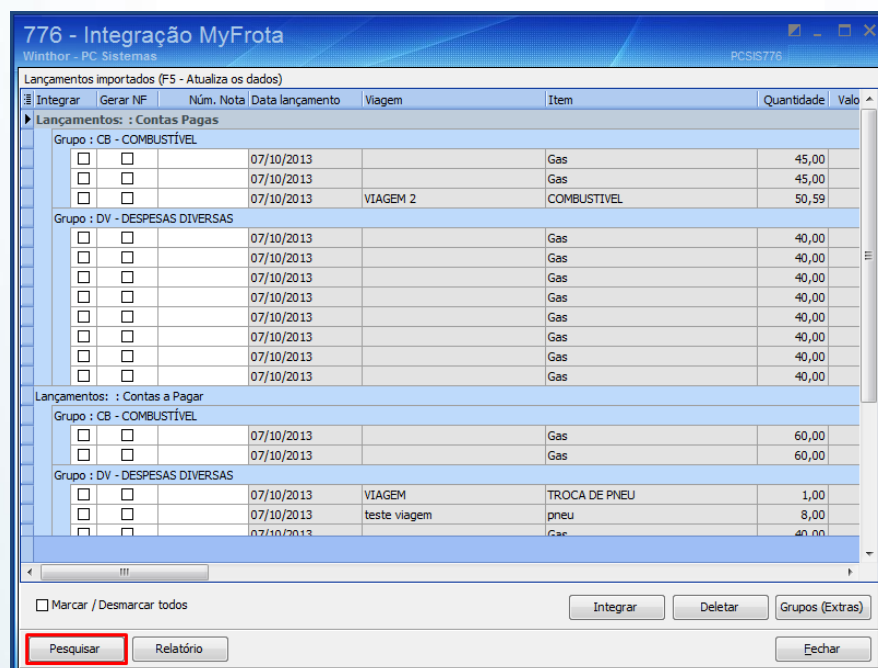 776 - Integração MyFrota
Winthor - PC Sistemas PCSIS776
Lançamentos importados (F5 - Atualiza os dados)
Integrar Gerar NF Núm. Nota Data lançamento Viagem Item Quantidade Valo
Lançamentos: : Contas Pagas
Grupo : CB - COMBUSTÍVEL
07/10/2013 Gas 45,00
07/10/2013 Gas 45,00
07/10/2013 VIAGEM 2 COMBUSTIVEL 50,59
Grupo : DV - DESPESAS DIVERSAS
07/10/2013 Gas 40,00
07/10/2013 Gas 40,00
07/10/2013 Gas 40,00
07/10/2013 Gas 40,00
07/10/2013 Gas 40,00
07/10/2013 Gas 40,00
07/10/2013 Gas 40,00
07/10/2013 Gas 40,00
Lançamentos: : Contas a Pagar
Grupo : CB - COMBUSTÍVEL
07/10/2013 Gas 60,00
07/10/2013 Gas 60,00
Grupo : DV - DESPESAS DIVERSAS
07/10/2013 VIAGEM TROCA DE PNEU 1,00
07/10/2013 teste viagem pneu 8,00
07/10/2013 Gas 40,00
Marcar / Desmarcar todos Integrar Deletar Grupos (Extras)
Pesquisar Relatório Fechar